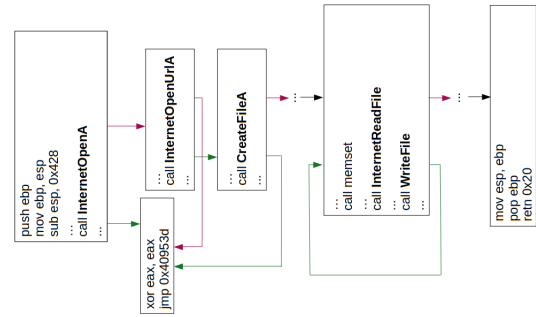 push ebp
mov ebp, esp
sub esp, 0x428
...
call InternetOpenA
...
...
call InternetOpenUrlA
...
xor eax, eax
jmp 0x40953d
...
call CreateFileA
...
...
...
call memset
...
call InternetReadFile
...
call WriteFile
...
...
mov esp, ebp
pop ebp
retn 0x20